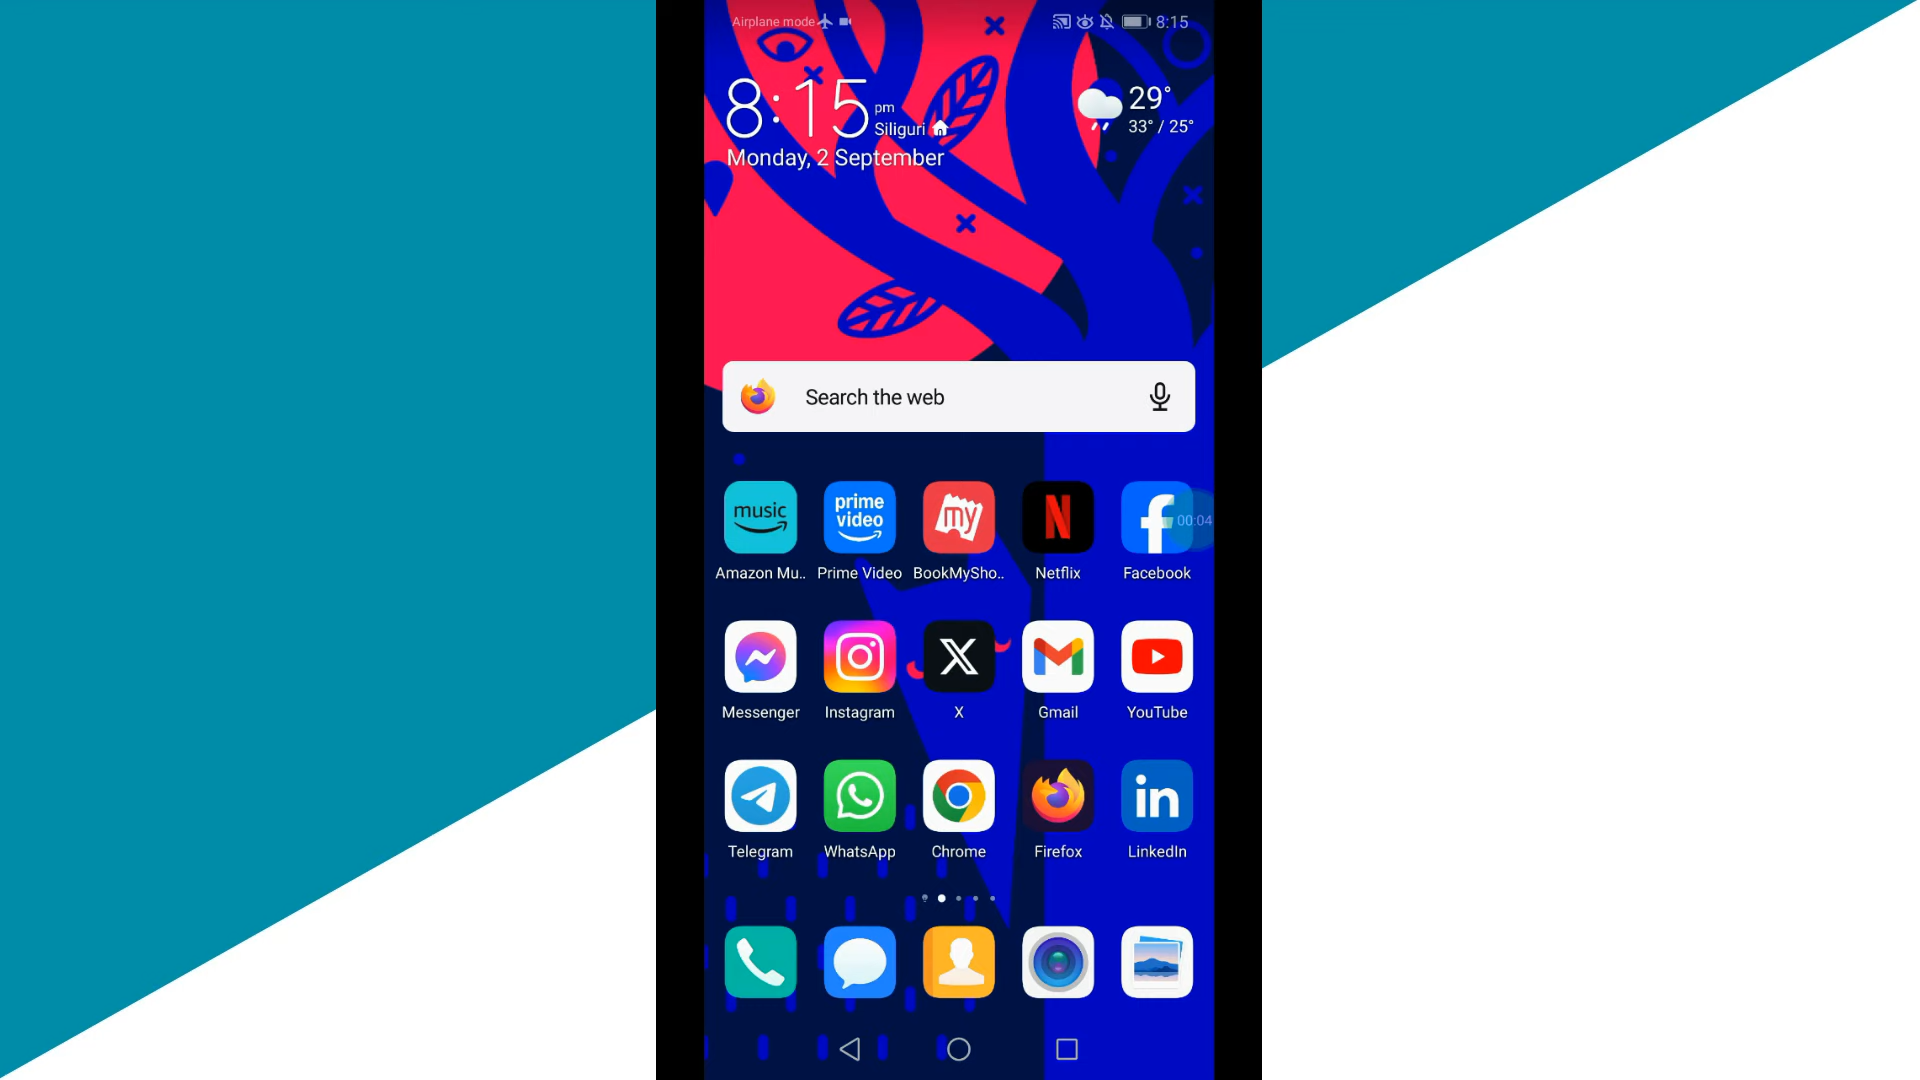 Airplane mode
8:15
8:15 pm
Siliguri
Monday, 2 September
29°
33° / 25°
Search the web
music
prime video
my
N
f
00:04
Amazon Mu..
Prime Video
BookMySho..
Netflix
Facebook
X
Messenger
Instagram
X
Gmail
YouTube
in
Telegram
WhatsApp
Chrome
Firefox
LinkedIn